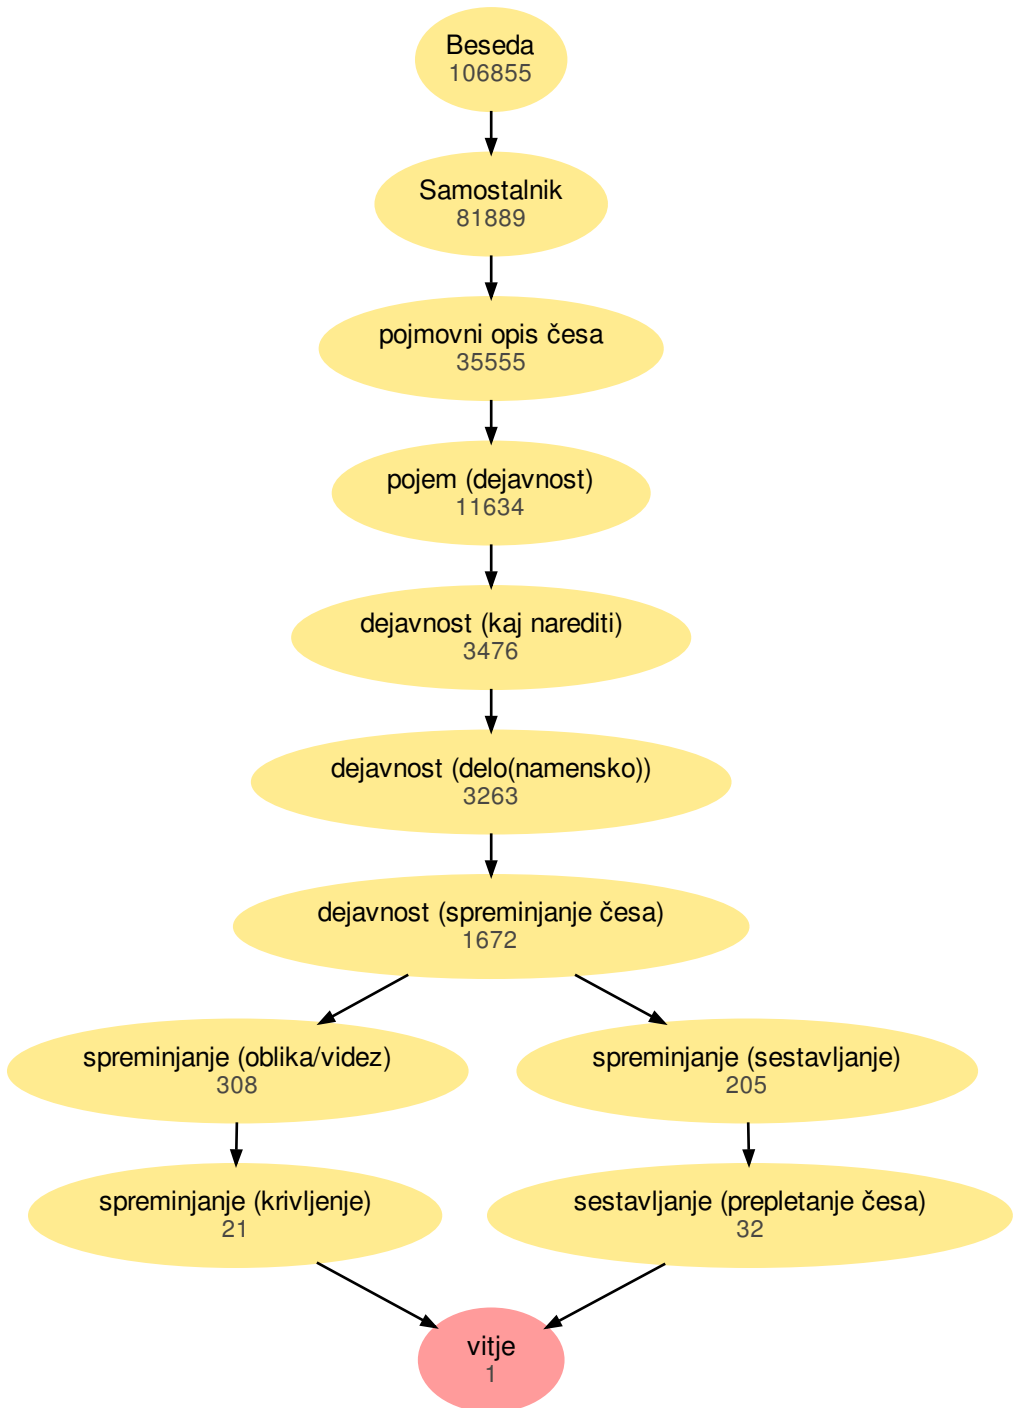 Beseda
106855
Samostalnik
81889
pojmovni opis česa
35555
pojem (dejavnost)
11634
dejavnost (kaj narediti)
3476
dejavnost (delo(namensko))
3263
dejavnost (spreminjanje česa)
1672
spreminjanje (oblika/videz)
308
spreminjanje (sestavljanje)
205
spreminjanje (krivljenje)
21
sestavljanje (prepletanje česa)
32
vitje
1